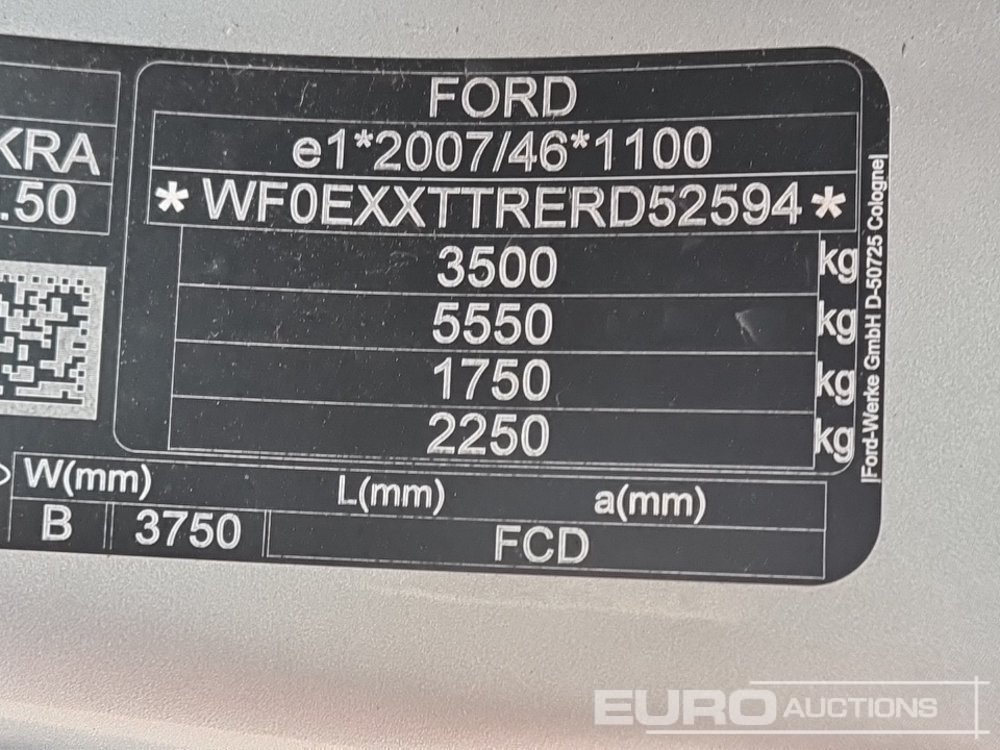 FORD
e1*2007/46*1100
* WF0EXXTTRERD52594 *
3500 kg
5550 kg
1750 kg
2250 kg
KRA
.50
W(mm) L(mm) a(mm)
B 3750 FCD
|Ford-Werke GmbH D-50725 Cologne|
EURO AUCTIONS